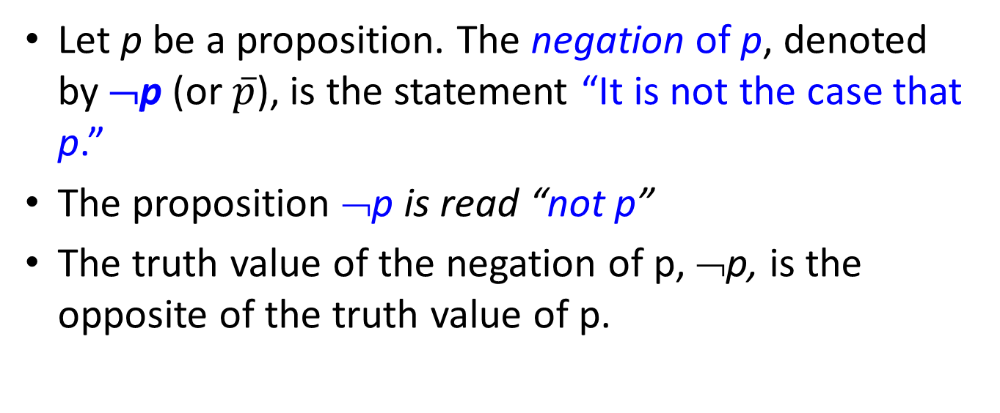 • Let p be a proposition. The negation of p, denoted
by ¬p (or p̄), is the statement “It is not the case that
p.”
• The proposition ¬p is read “not p”
• The truth value of the negation of p, ¬p, is the
opposite of the truth value of p.